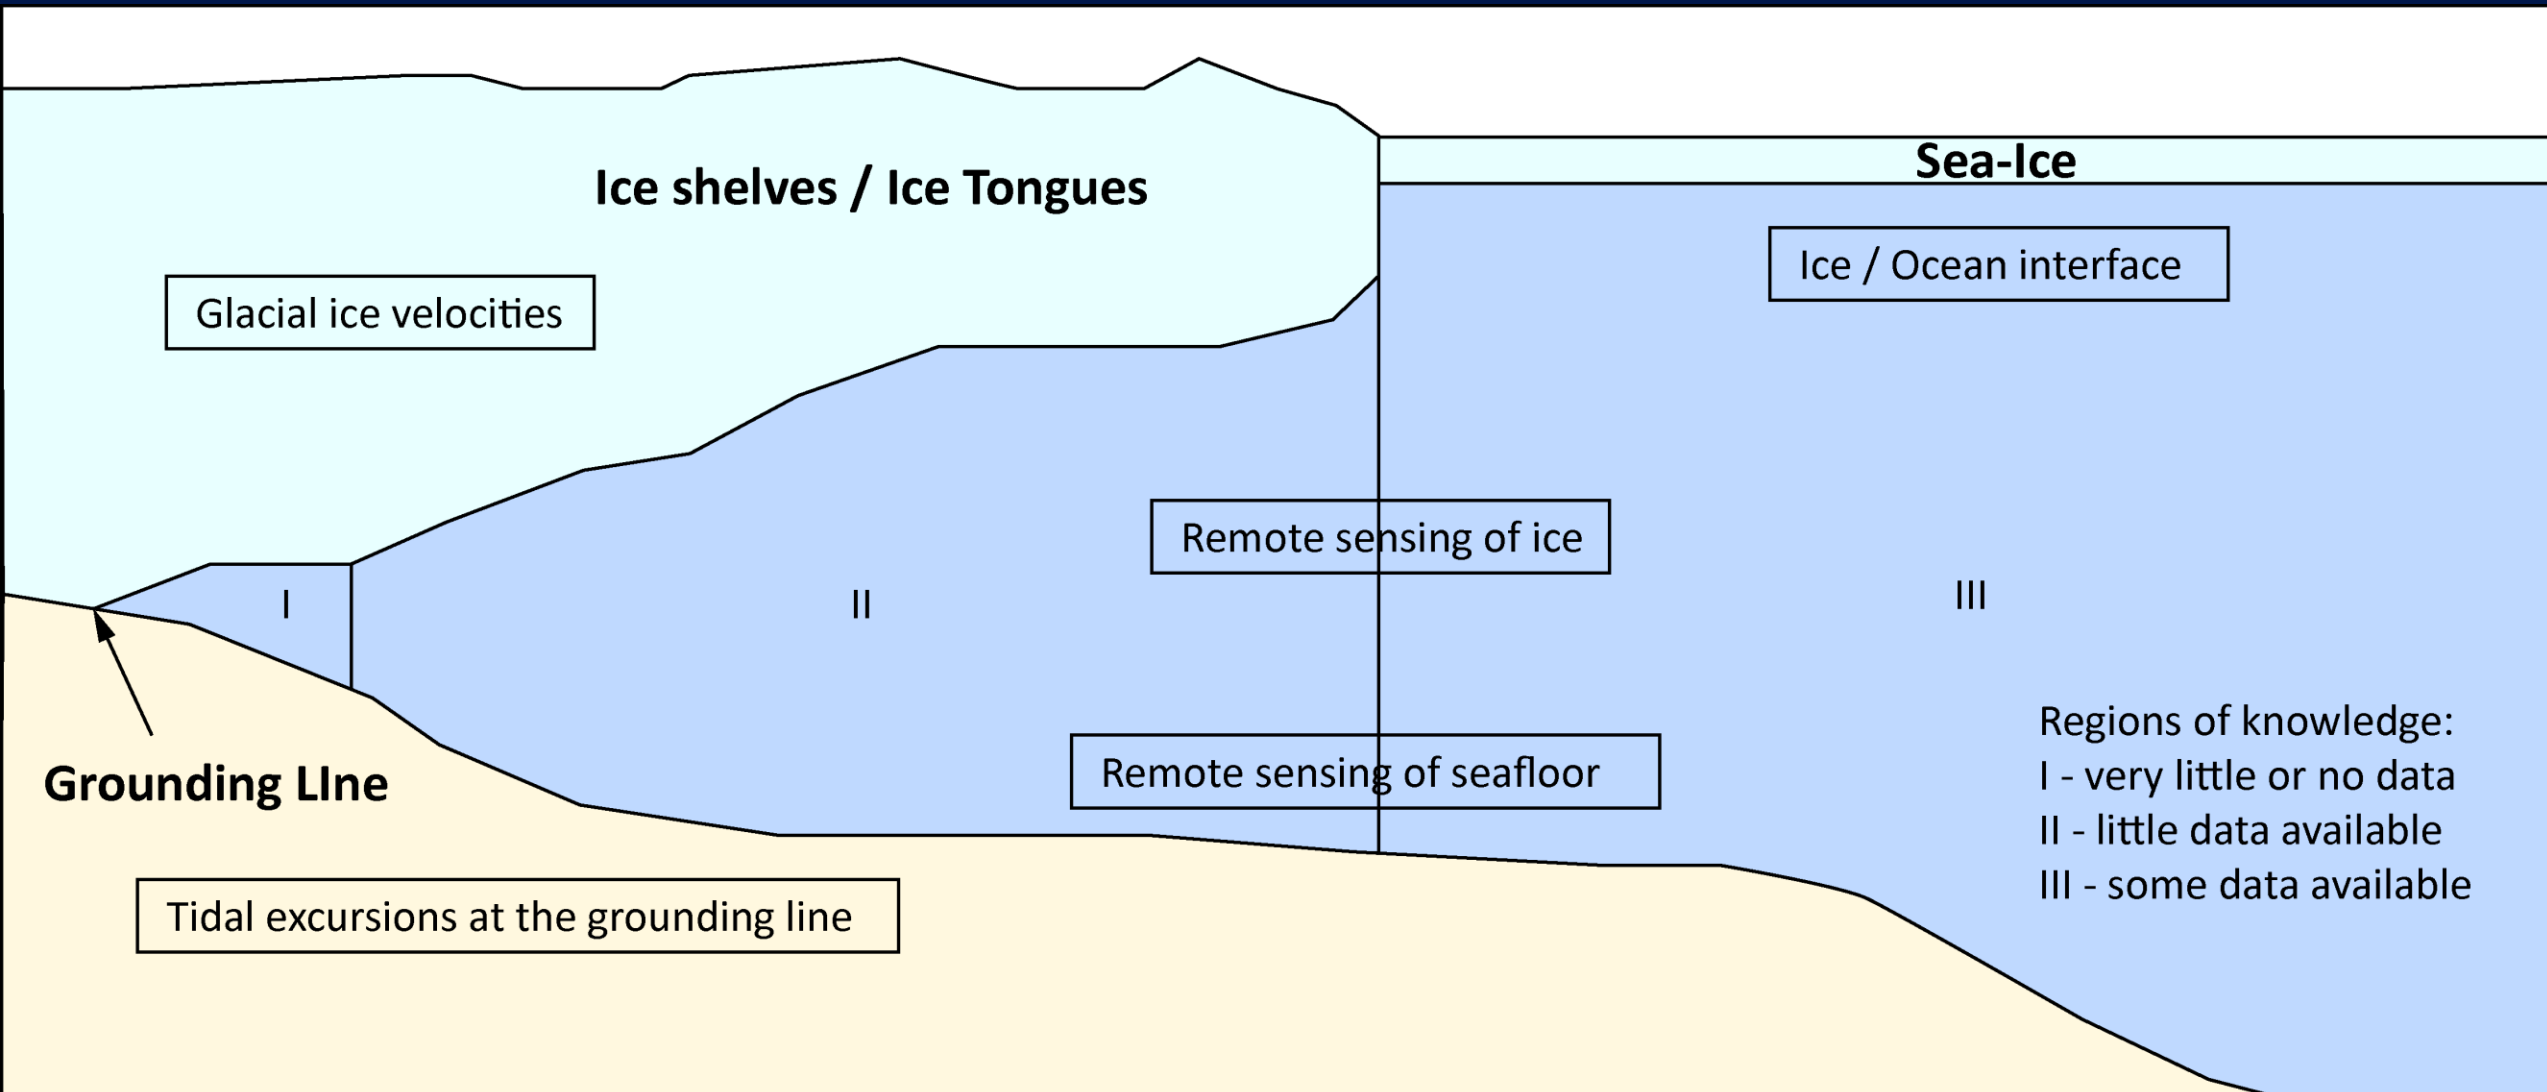 Ice shelves / Ice Tongues
Sea-Ice
Ice / Ocean interface
Glacial ice velocities
Remote sensing of ice
I
II
III
Remote sensing of seafloor
Grounding LIne
Tidal excursions at the grounding line
Regions of knowledge:
I - very little or no data
II - little data available
III - some data available